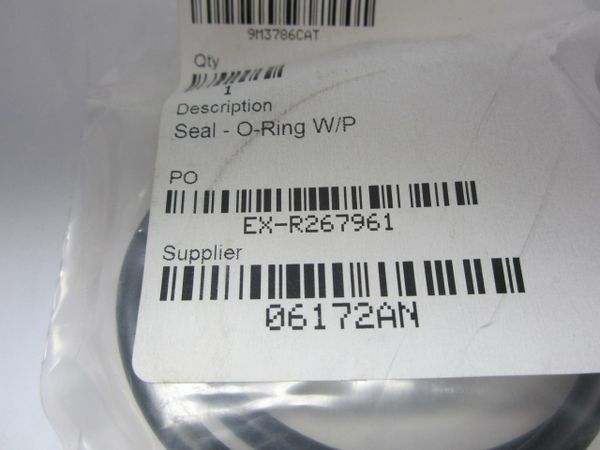 9M3786CAT
Qty
1
Description
Seal - O-Ring W/P
PO
EX-R267961
Supplier
06172AN